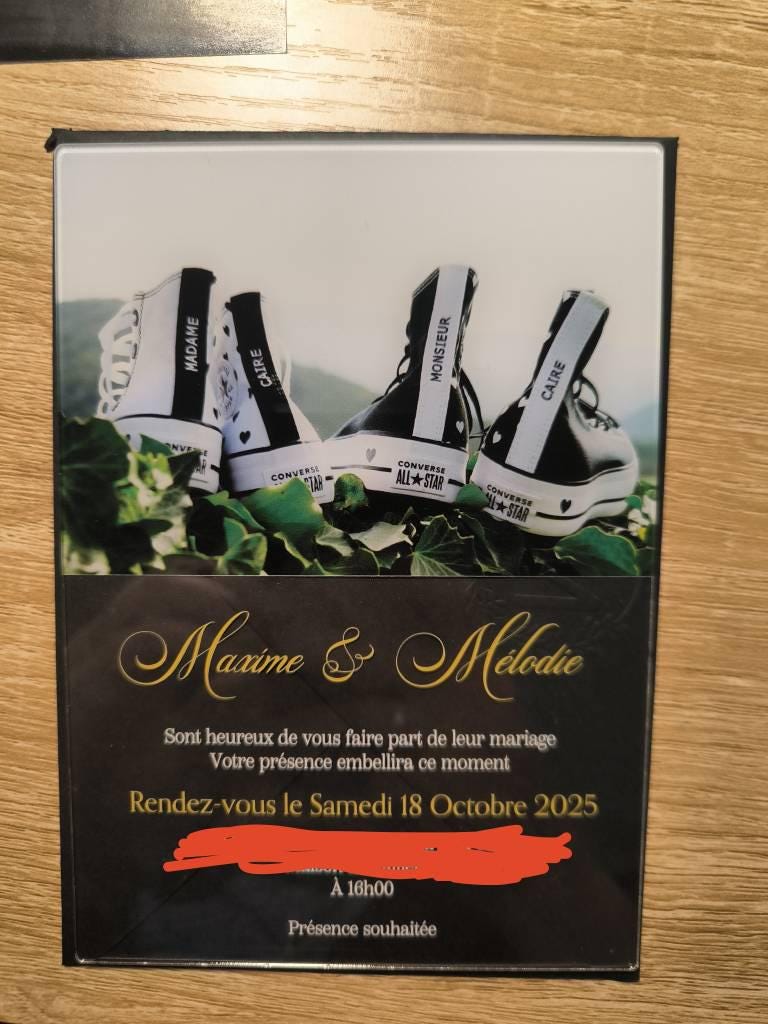 MADAME
CAIRE
MONSIEUR
CAIRE
CONVERSE
STAR
CONVERSE
STAR
CONVERSE
ALL★STAR
CONVERSE
ALL★STAR
Maxime & Mélodie
Sont heureux de vous faire part de leur mariage
Votre présence embellira ce moment
Rendez-vous le Samedi 18 Octobre 2025
À 16h00
Présence souhaitée